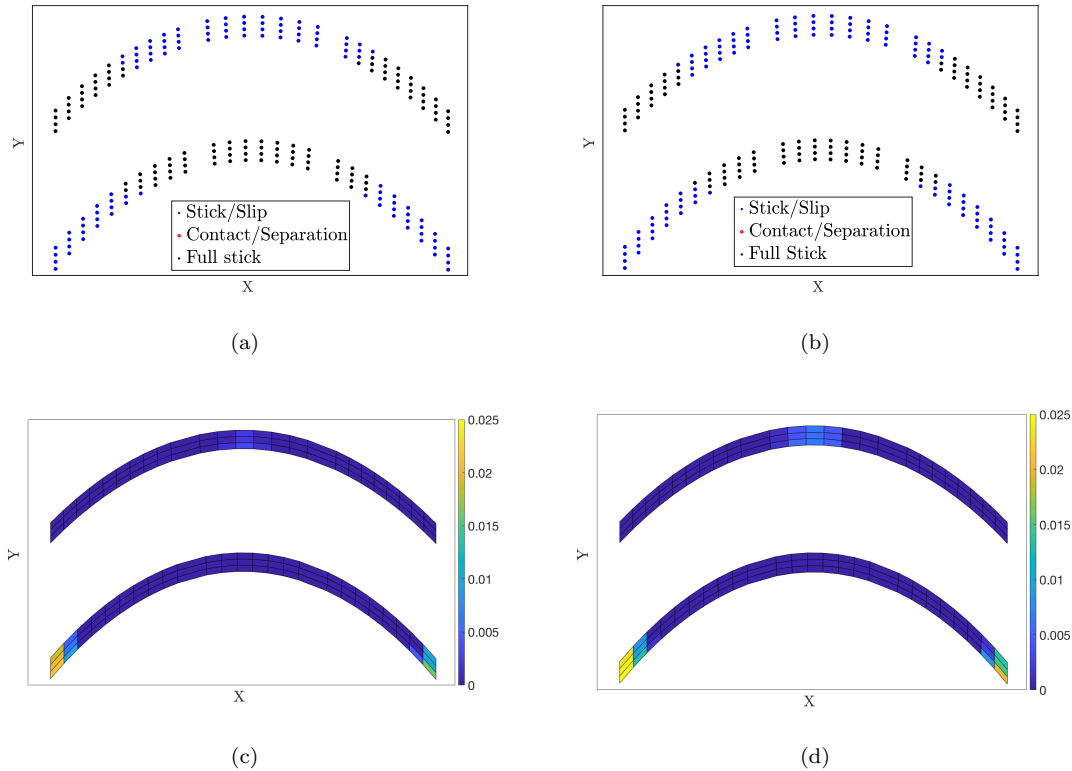 Y
Stick/Slip
Contact/Separation
Full stick
X
(a)
Y
Stick/Slip
Contact/Separation
Full Stick
X
(b)
Y
0.025
0.02
0.015
0.01
0.005
0
X
(c)
Y
0.025
0.02
0.015
0.01
0.005
0
X
(d)